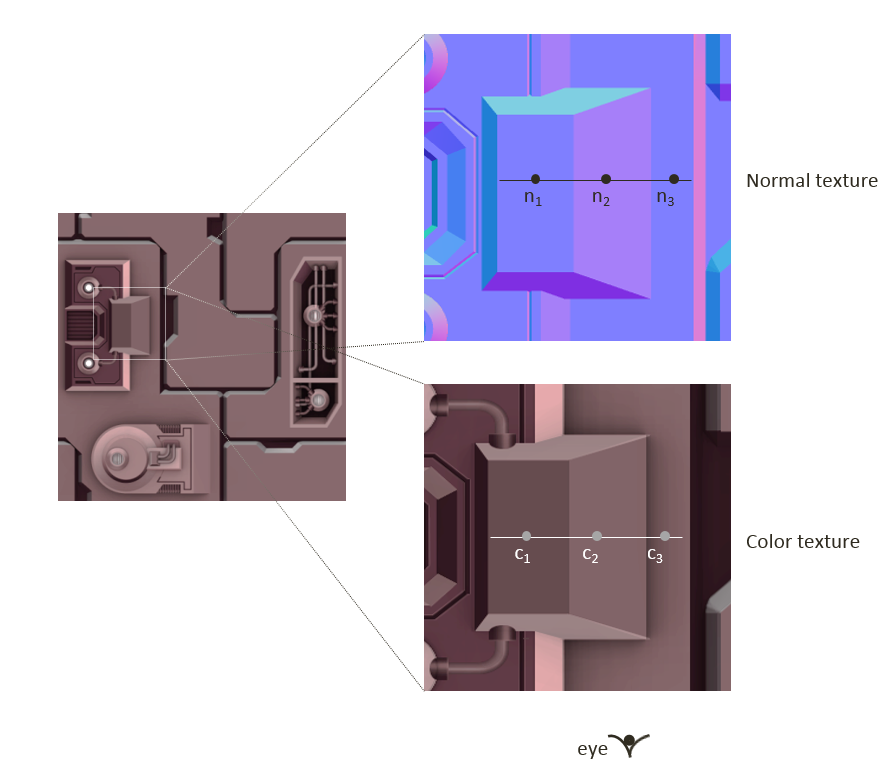 Normal texture
n1 n2 n3
Color texture
c1 c2 c3
eye